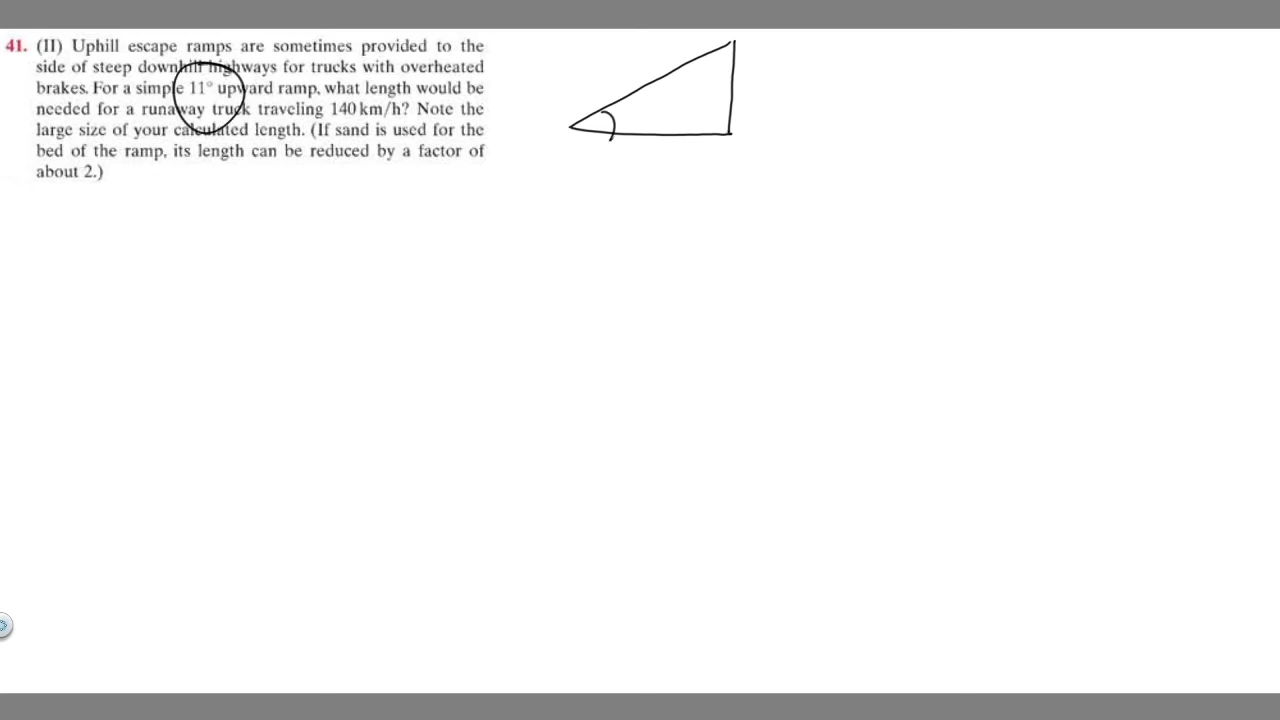 41. (II) Uphill escape ramps are sometimes provided to the
side of steep downhill highways for trucks with overheated
brakes. For a simple 11° upward ramp, what length would be
needed for a runaway truck traveling 140 km/h? Note the
large size of your calculated length. (If sand is used for the
bed of the ramp, its length can be reduced by a factor of
about 2.)